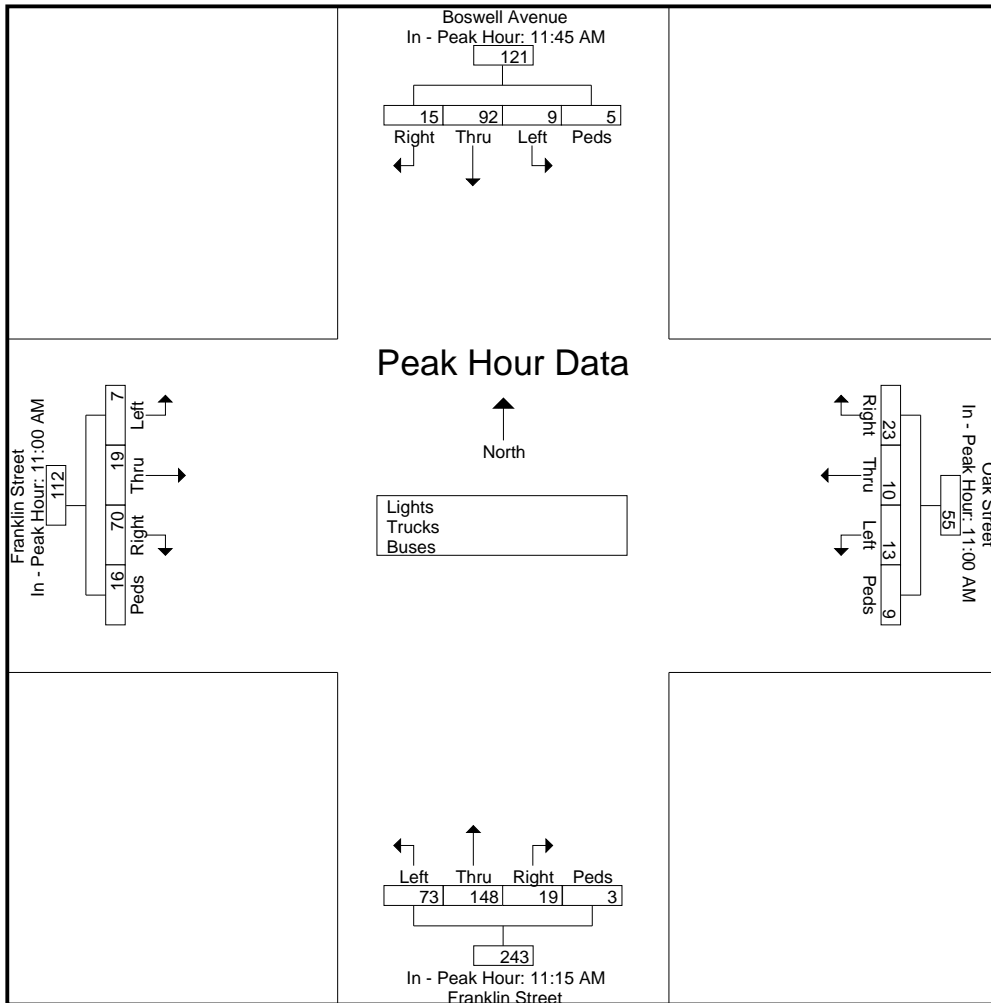 Boswell Avenue
In - Peak Hour: 11:45 AM
121
15 92 9 5
Right Thru Left Peds
Peak Hour Data
North
Lights
Trucks
Buses
Franklin Street
In - Peak Hour: 11:00 AM
112
7 19 70 16
Left Thru Right Peds
Oak Street
In - Peak Hour: 11:00 AM
55
23 10 13 9
Right Thru Left Peds
Left Thru Right Peds
73 148 19 3
243
In - Peak Hour: 11:15 AM
Franklin Street